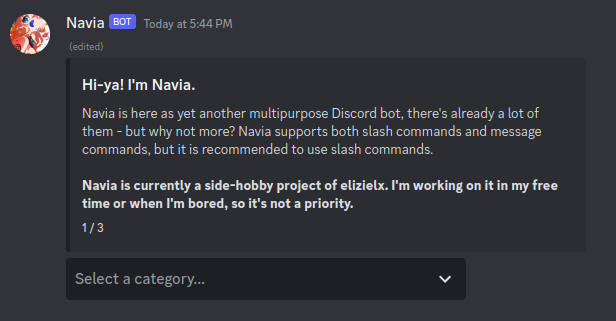 Navia BOT Today at 5:44 PM
(edited)
Hi-ya! I'm Navia.
Navia is here as yet another multipurpose Discord bot, there's already a lot of
them - but why not more? Navia supports both slash commands and message
commands, but it is recommended to use slash commands.
Navia is currently a side-hobby project of elizielx. I'm working on it in my free
time or when I'm bored, so it's not a priority.
1 / 3
Select a category...